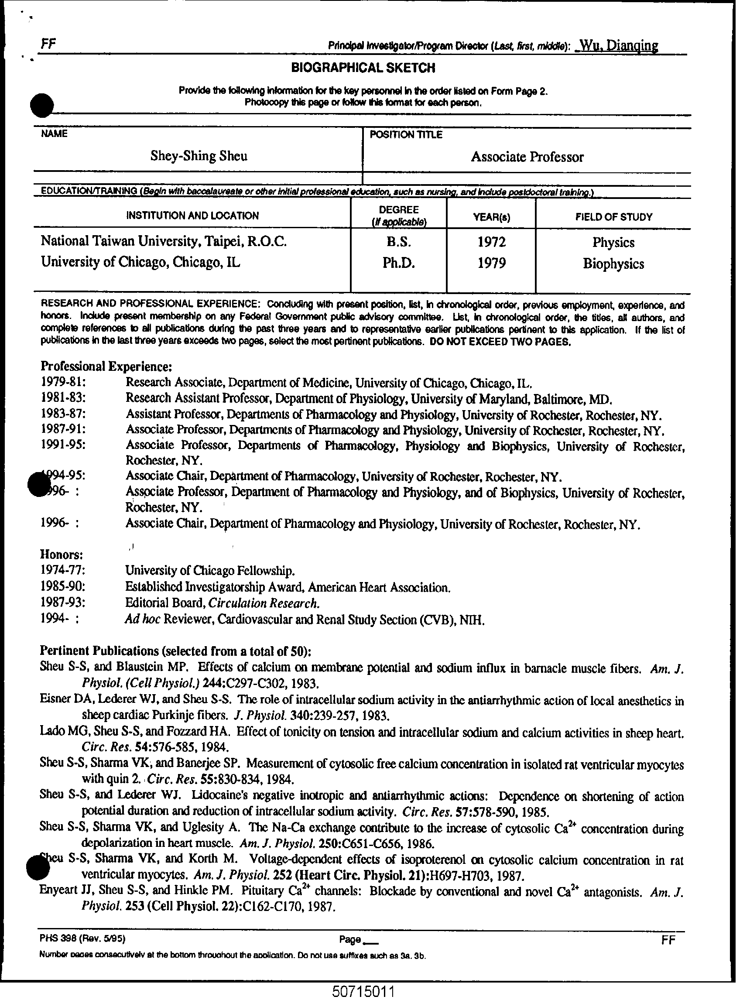 FF
Principal Investigator/Program Director (Last, first, middle): Wu, Dianqing
BIOGRAPHICAL SKETCH
Provide the following information for the key personnel in the order listed on Form Page 2.
Photocopy this page or follow this format for each person.
NAME
POSITION TITLE
Shey-Shing Sheu
Associate Professor
EDUCATION/TRAINING (Begin with baccalaureate or other initial professional education, such as nursing, and include postdoctoral training.)
INSTITUTION AND LOCATION
DEGREE
(if applicable)
YEAR(s)
FIELD OF STUDY
National Taiwan University, Taipei, R.O.C. B.S. 1972 Physics
University of Chicago, Chicago, IL Ph.D. 1979 Biophysics
RESEARCH AND PROFESSIONAL EXPERIENCE: Concluding with present position, list, in chronological order, previous employment, experience, and
honors. Include present membership on any Federal Government public advisory committee. List, in chronological order, the titles, all authors, and
complete references to all publications during the past three years and to representative earlier publications pertinent to this application. If the list of
publications in the last three years exceeds two pages, select the most pertinent publications. DO NOT EXCEED TWO PAGES.
Professional Experience:
1979-81: Research Associate, Department of Medicine, University of Chicago, Chicago, IL.
1981-83: Research Assistant Professor, Department of Physiology, University of Maryland, Baltimore, MD.
1983-87: Assistant Professor, Departments of Pharmacology and Physiology, University of Rochester, Rochester, NY.
1987-91: Associate Professor, Departments of Pharmacology and Physiology, University of Rochester, Rochester, NY.
1991-95: Associate Professor, Departments of Pharmacology, Physiology and Biophysics, University of Rochester,
Rochester, NY.
1994-95: Associate Chair, Department of Pharmacology, University of Rochester, Rochester, NY.
96- : Associate Professor, Department of Pharmacology and Physiology, and of Biophysics, University of Rochester,
Rochester, NY.
1996- : Associate Chair, Department of Pharmacology and Physiology, University of Rochester, Rochester, NY.
Honors:
1974-77: University of Chicago Fellowship.
1985-90: Established Investigatorship Award, American Heart Association.
1987-93: Editorial Board, Circulation Research.
1994- : Ad hoc Reviewer, Cardiovascular and Renal Study Section (CVB), NIH.
Pertinent Publications (selected from a total of 50):
Sheu S-S, and Blaustein MP. Effects of calcium on membrane potential and sodium influx in barnacle muscle fibers. Am. J.
Physiol. (Cell Physiol.) 244:C297-C302, 1983.
Eisner DA, Lederer WJ, and Sheu S-S. The role of intracellular sodium activity in the antiarrhythmic action of local anesthetics in
sheep cardiac Purkinje fibers. J. Physiol. 340:239-257, 1983.
Lado MG, Sheu S-S, and Fozzard HA. Effect of tonicity on tension and intracellular sodium and calcium activities in sheep heart.
Circ. Res. 54:576-585, 1984.
Sheu S-S, Sharma VK, and Banerjee SP. Measurement of cytosolic free calcium concentration in isolated rat ventricular myocytes
with quin 2. Circ. Res. 55:830-834, 1984.
Sheu S-S, and Lederer WJ. Lidocaine's negative inotropic and antiarrhythmic actions: Dependence on shortening of action
potential duration and reduction of intracellular sodium activity. Circ. Res. 57:578-590, 1985.
Sheu S-S, Sharma VK, and Uglesity A. The Na-Ca exchange contribute to the increase of cytosolic Ca²⁺ concentration during
depolarization in heart muscle. Am. J. Physiol. 250:C651-C656, 1986.
Sheu S-S, Sharma VK, and Korth M. Voltage-dependent effects of isoproterenol on cytosolic calcium concentration in rat
ventricular myocytes. Am. J. Physiol. 252 (Heart Circ. Physiol. 21):H697-H703, 1987.
Enyeart JJ, Sheu S-S, and Hinkle PM. Pituitary Ca²⁺ channels: Blockade by conventional and novel Ca²⁺ antagonists. Am. J.
Physiol. 253 (Cell Physiol. 22):C162-C170, 1987.
PHS 398 (Rev. 5/95) Page FF
Number pages consecutively at the bottom throughout the application. Do not use suffixes such as 3a, 3b.
50715011